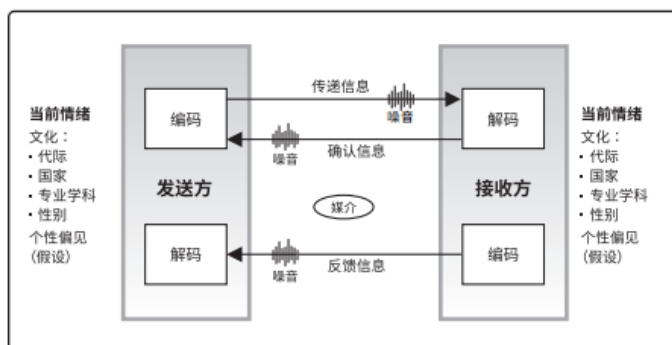 当前情绪
文化：
• 代际
• 国家
• 专业学科
• 性别
个性偏见
(假设)
编码
发送方
解码
传递信息
噪音
噪音
确认信息
媒介
噪音
反馈信息
解码
接收方
编码
当前情绪
文化：
• 代际
• 国家
• 专业学科
• 性别
个性偏见
(假设)